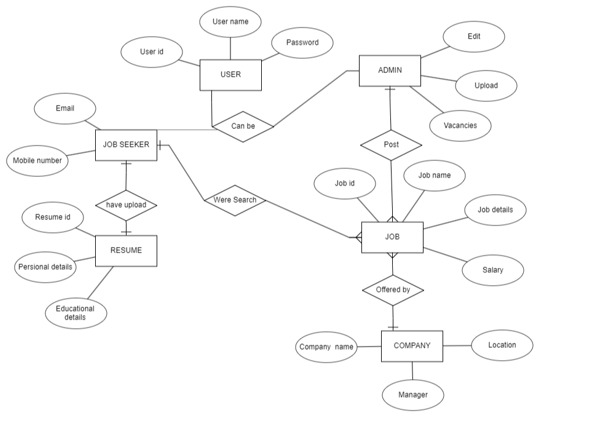 User name
User id
Password
USER
Edit
ADMIN
Upload
Vacancies
Email
Can be
JOB SEEKER
Mobile number
Post
Job id
Job name
have upload
Were Search
Resume id
Job details
RESUME
JOB
Persional details
Salary
Educational
details
Offered by
Company name
COMPANY
Location
Manager